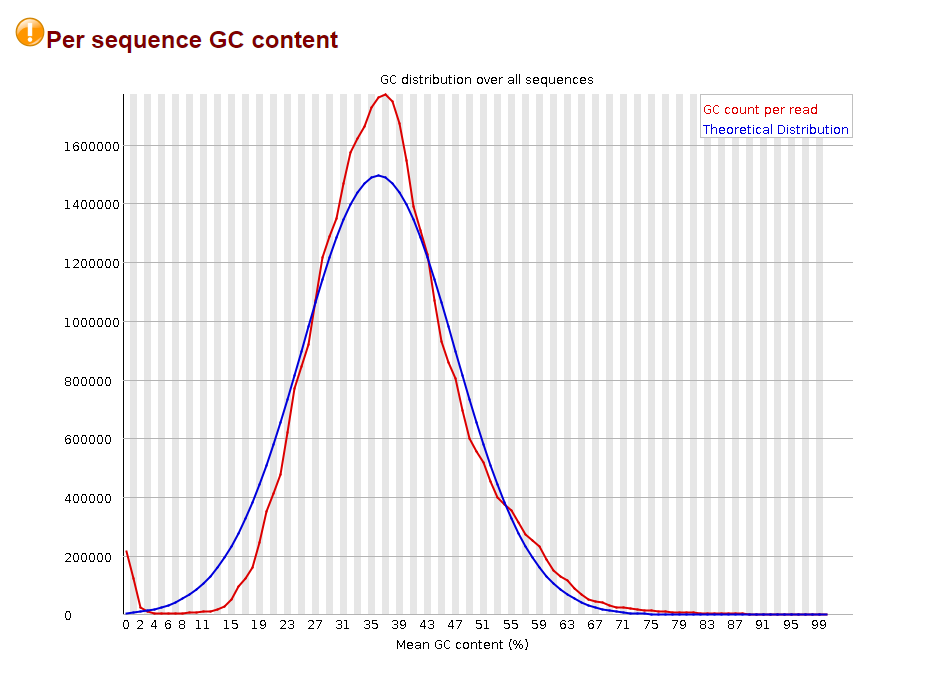 Per sequence GC content
GC distribution over all sequences
GC count per read
Theoretical Distribution
1600000
1400000
1200000
1000000
800000
600000
400000
200000
0
0 2 4 6 8 11 15 19 23 27 31 35 39 43 47 51 55 59 63 67 71 75 79 83 87 91 95 99
Mean GC content (%)